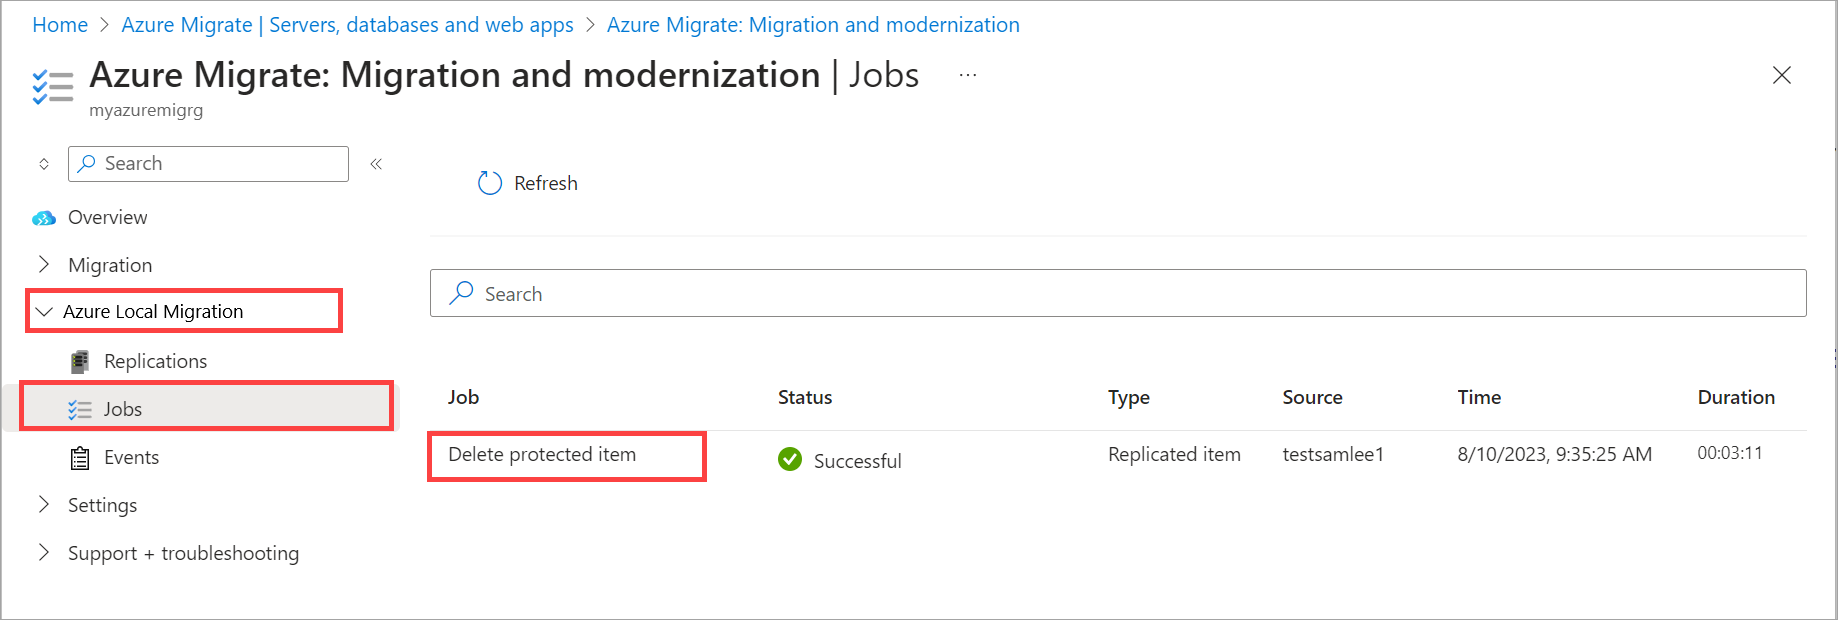 Home > Azure Migrate | Servers, databases and web apps > Azure Migrate: Migration and modernization
Azure Migrate: Migration and modernization | Jobs ...
myazuremigrg
Search
Refresh
Overview
Migration
Search
Azure Local Migration
Replications
Jobs
Events
Settings
Support + troubleshooting
Job Status Type Source Time Duration
Delete protected item Successful Replicated item testsamlee1 8/10/2023, 9:35:25 AM 00:03:11